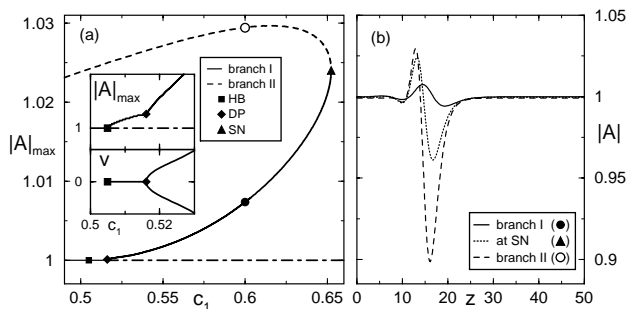 (a)
branch I
branch II
HB
DP
SN
|A|max
1.03
1.02
1.01
1
0.5
0.55
0.6
0.65
c1
|A|max
1
v
0
0.5
0.52
c1
(b)
1.05
1
0.95
0.9
|A|
branch I (●)
at SN (▲)
branch II (○)
0
10
20
30
40
50
z